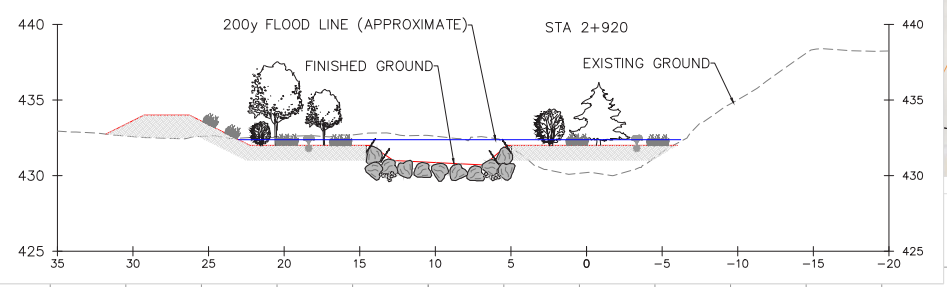 440
200y FLOOD LINE (APPROXIMATE)
STA 2+920
440
FINISHED GROUND
EXISTING GROUND
435
435
430
430
425
425
35 30 25 20 15 10 5 0 -5 -10 -15 -20